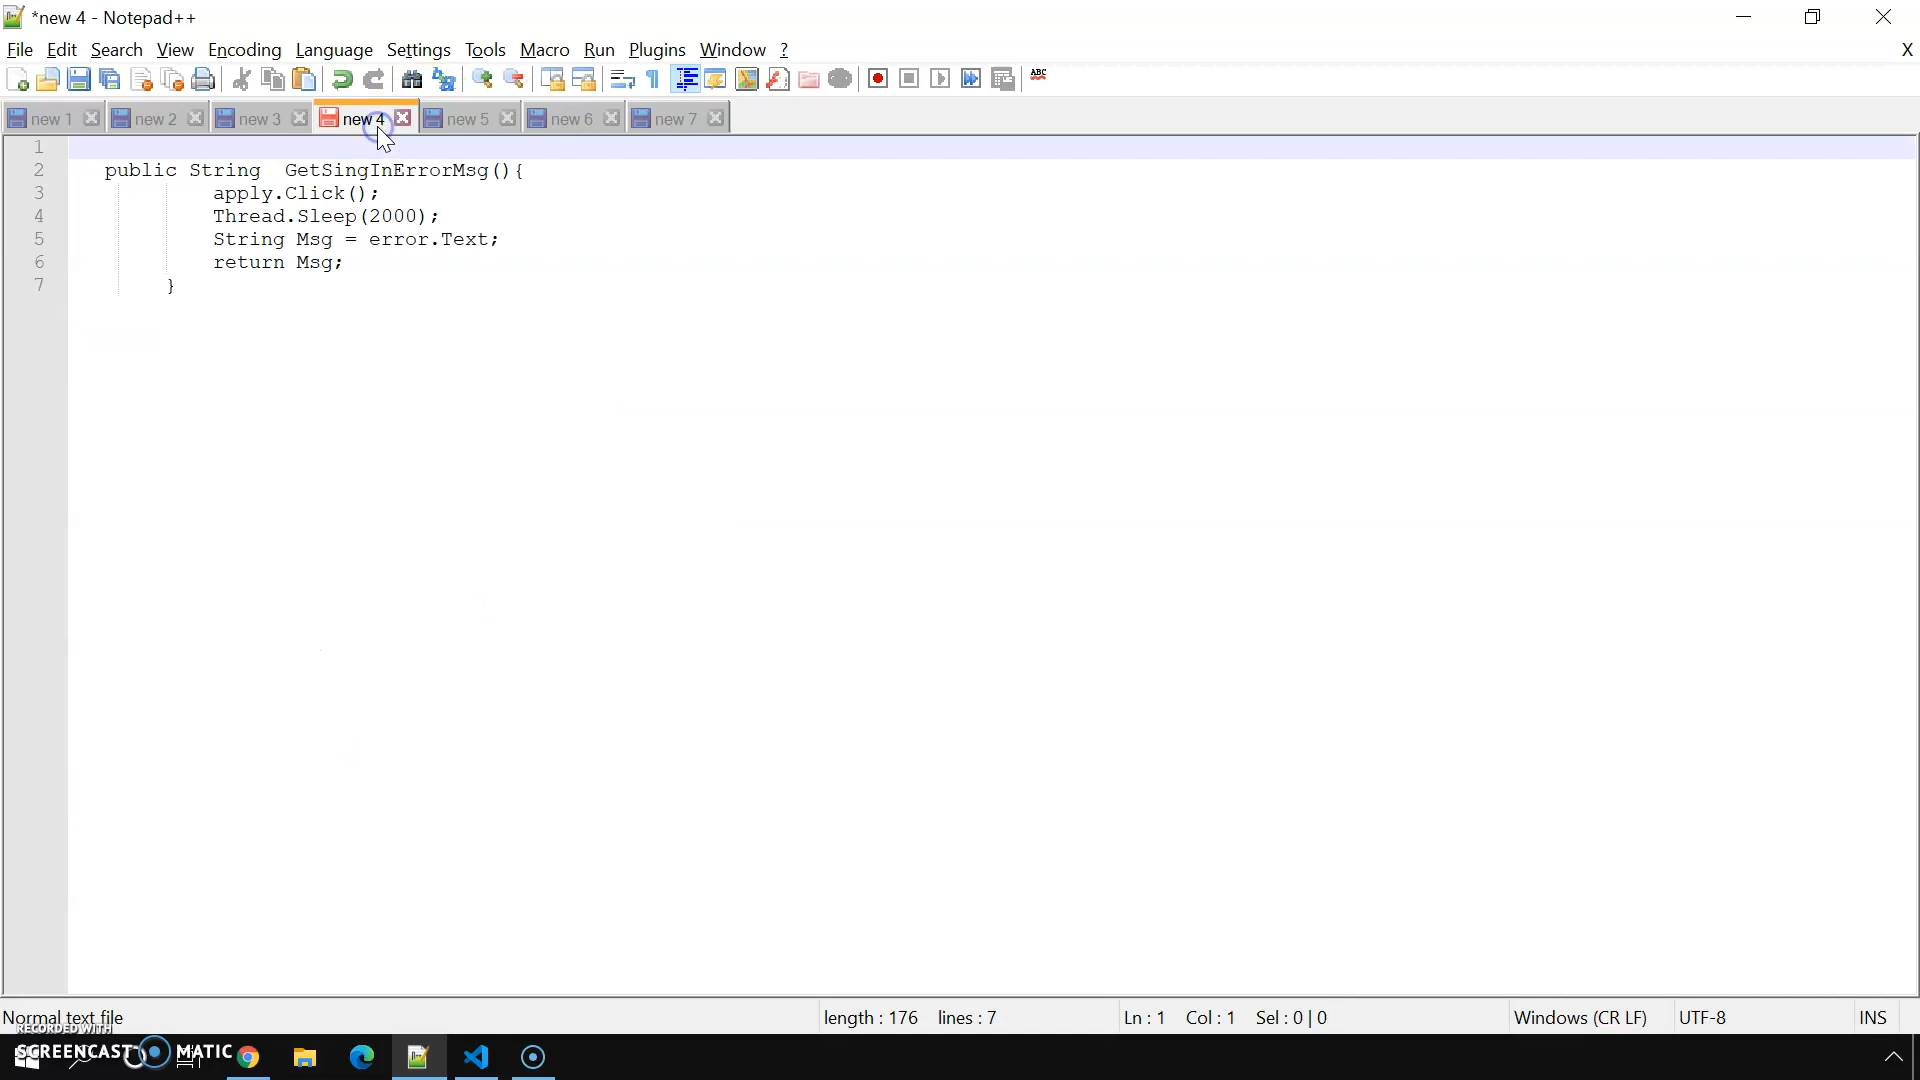 *new 4 - Notepad++
File Edit Search View Encoding Language Settings Tools Macro Run Plugins Window ? X
ABC
new 1 new 2 new 3 new 4 new 5 new 6 new 7
1
2 public String  GetSingInErrorMsg(){
3 apply.Click();
4 Thread.Sleep(2000);
5 String Msg = error.Text;
6 return Msg;
7 }
Normal text file length : 176 lines : 7 Ln : 1 Col : 1 Sel : 0 | 0 Windows (CR LF) UTF-8 INS
RECORDED WITH
SCREENCAST MATIC